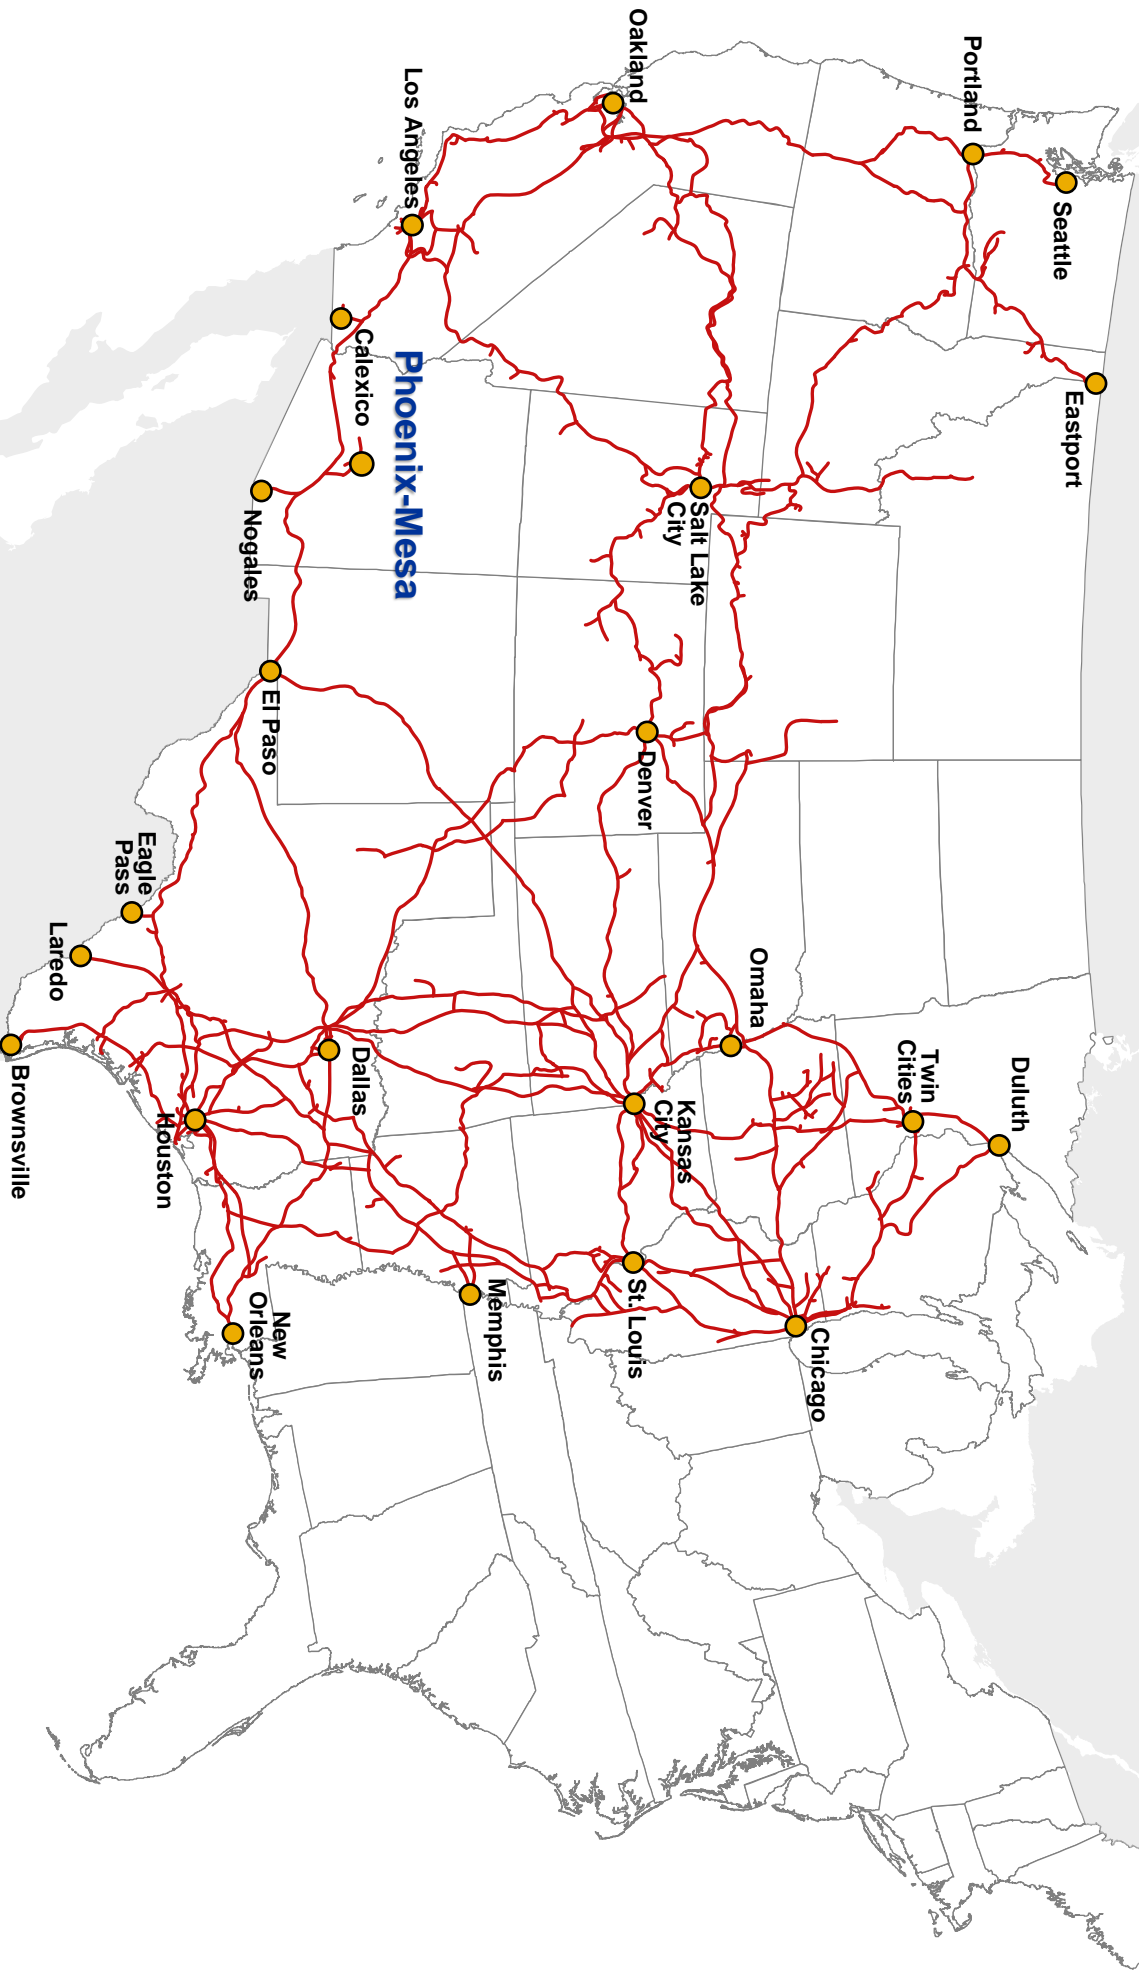 Seattle
Portland
Eastport
Duluth
Twin
Cities
Oakland
Salt Lake
City
Omaha
Chicago
Denver
Kansas
City
St. Louis
Los Angeles
Phoenix-Mesa
Calexico
Memphis
Nogales
El Paso
Dallas
Eagle
Pass
Houston
New
Orleans
Laredo
Brownsville